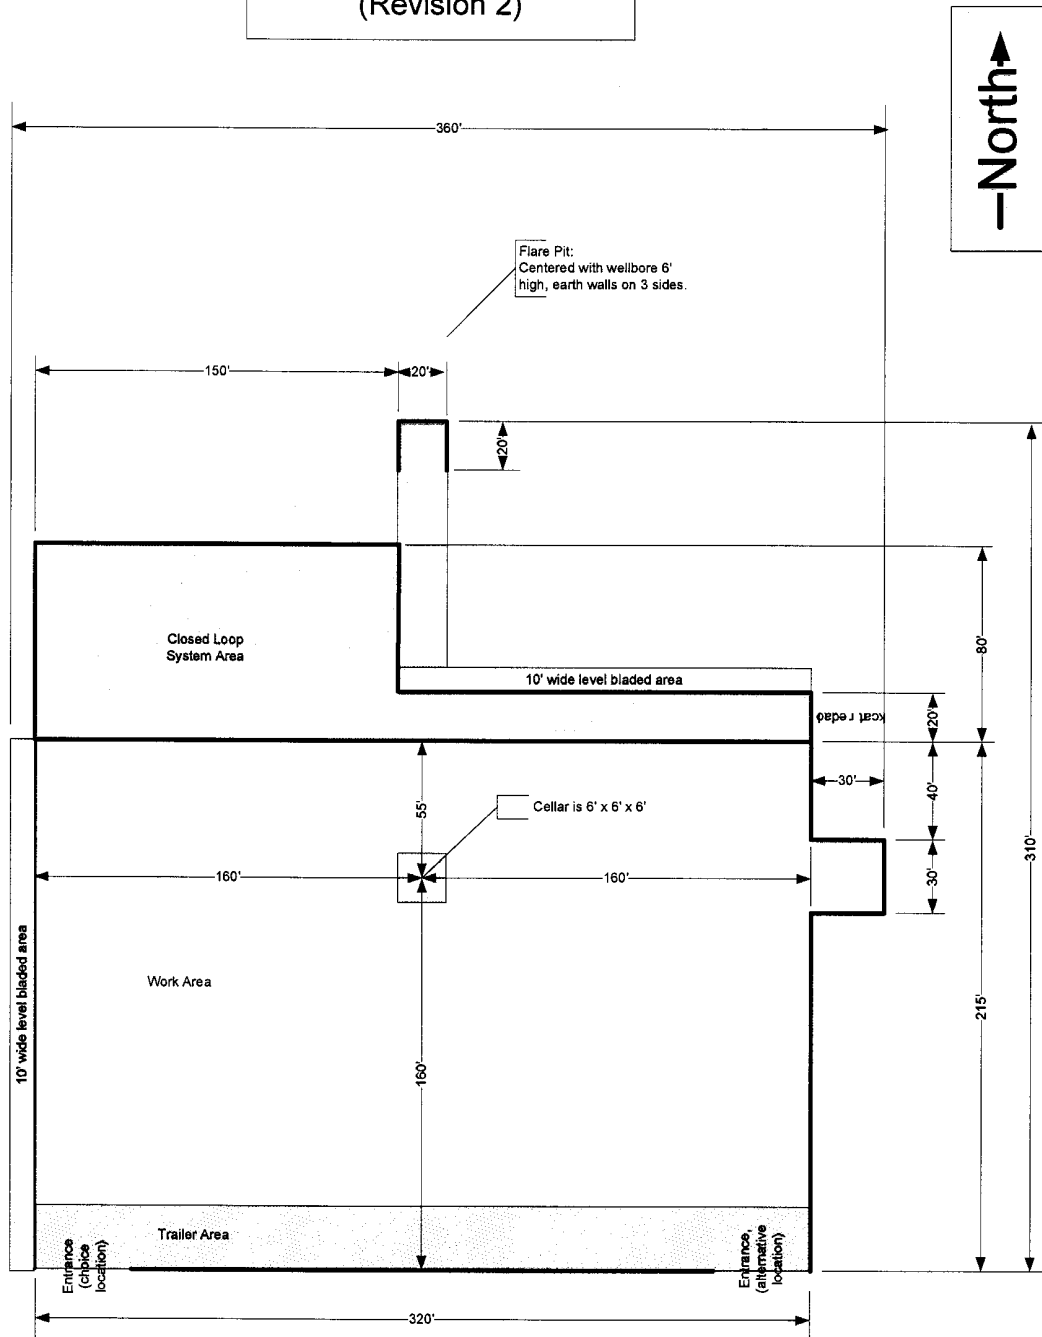 (Revision 2)
North
360'
Flare Pit:
Centered with wellbore 6'
high, earth walls on 3 sides.
150'
20'
20'
Closed Loop
System Area
80'
10' wide level bladed area
20'
30'
40'
55'
Cellar is 6' x 6' x 6'
310'
160'
160'
30'
10' wide level bladed area
Work Area
215'
160'
Trailer Area
Entrance
(choice
location)
Entrance,
(alternative
location)
320'